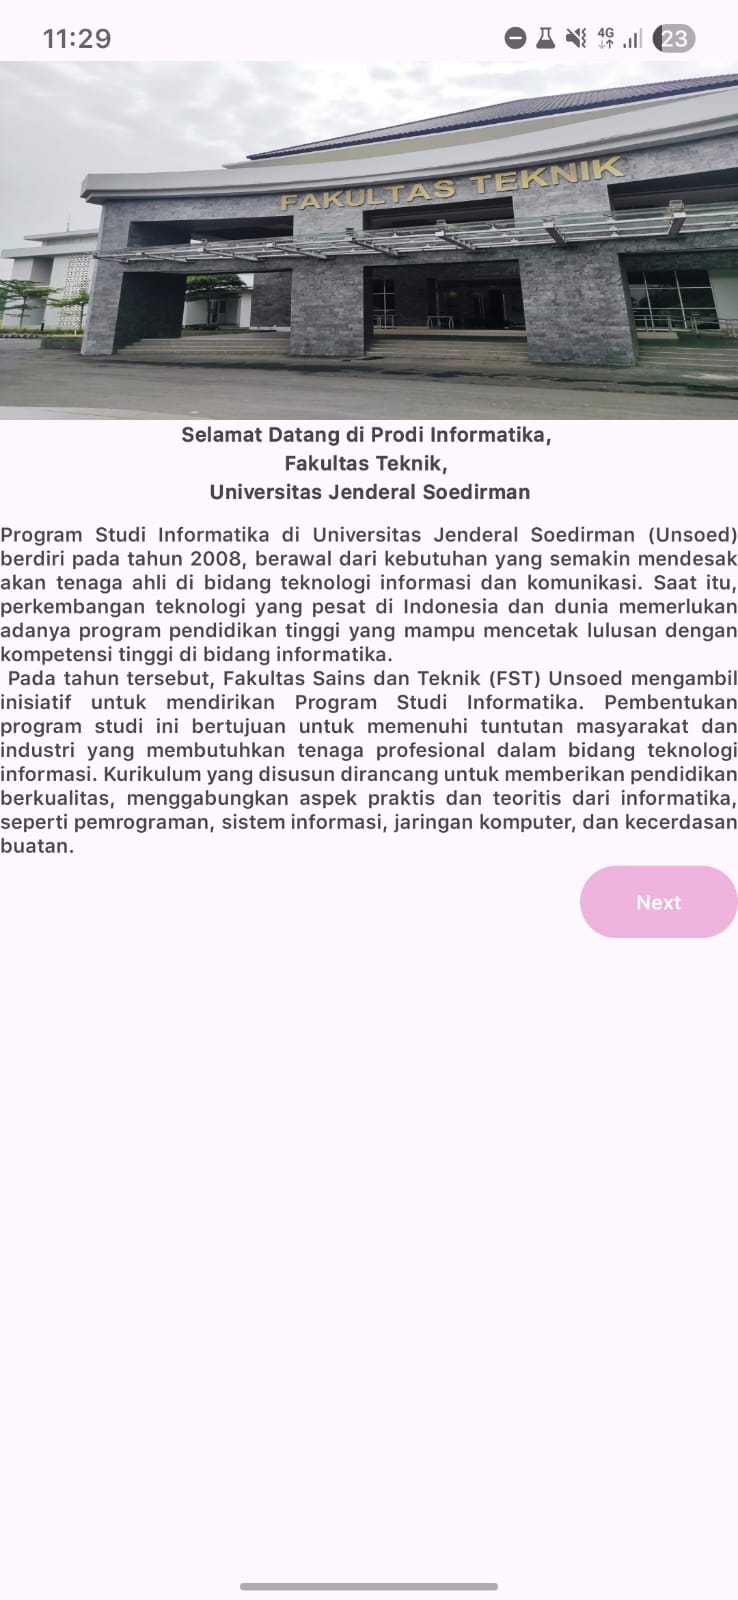 11:29
4G
23
FAKULTAS TEKNIK
Selamat Datang di Prodi Informatika,
Fakultas Teknik,
Universitas Jenderal Soedirman
Program Studi Informatika di Universitas Jenderal Soedirman (Unsoed)
berdiri pada tahun 2008, berawal dari kebutuhan yang semakin mendesak
akan tenaga ahli di bidang teknologi informasi dan komunikasi. Saat itu,
perkembangan teknologi yang pesat di Indonesia dan dunia memerlukan
adanya program pendidikan tinggi yang mampu mencetak lulusan dengan
kompetensi tinggi di bidang informatika.
Pada tahun tersebut, Fakultas Sains dan Teknik (FST) Unsoed mengambil
inisiatif untuk mendirikan Program Studi Informatika. Pembentukan
program studi ini bertujuan untuk memenuhi tuntutan masyarakat dan
industri yang membutuhkan tenaga profesional dalam bidang teknologi
informasi. Kurikulum yang disusun dirancang untuk memberikan pendidikan
berkualitas, menggabungkan aspek praktis dan teoritis dari informatika,
seperti pemrograman, sistem informasi, jaringan komputer, dan kecerdasan
buatan.
Next